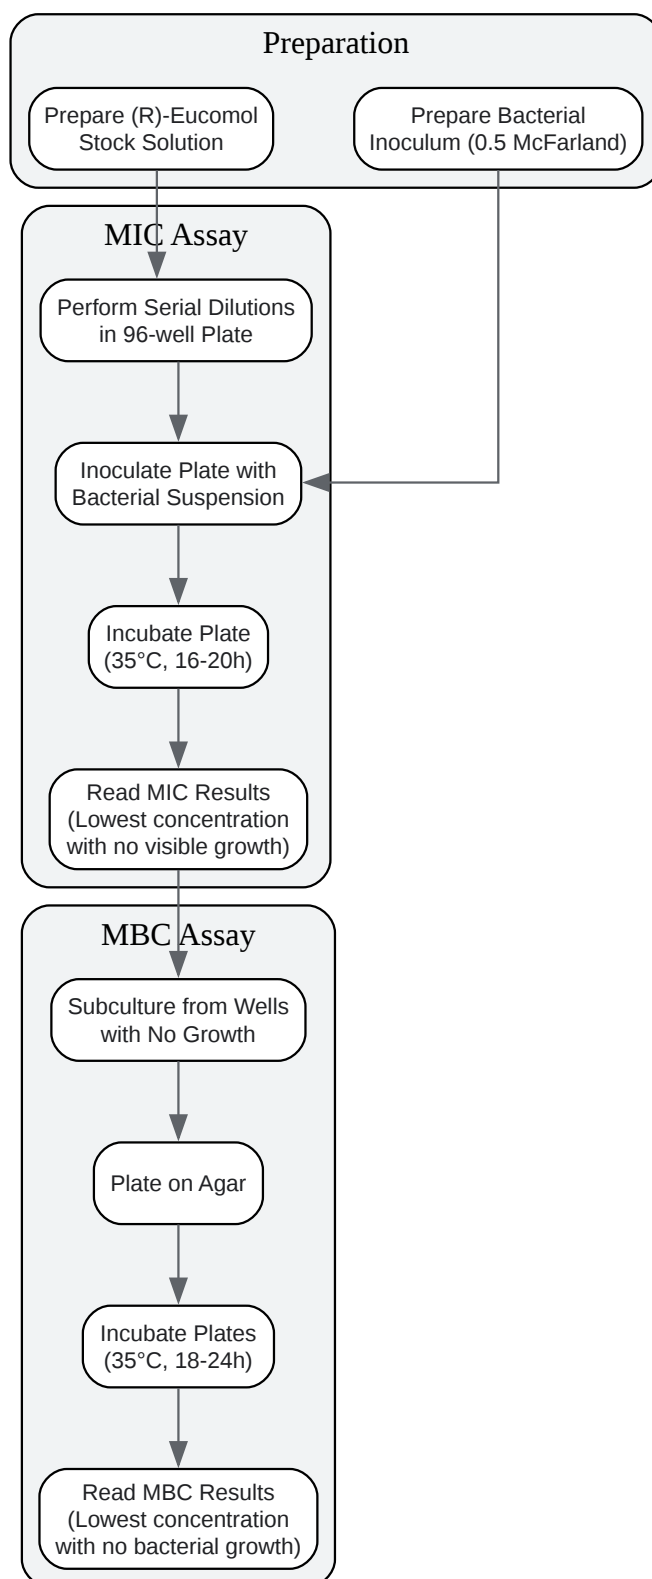 Preparation
Prepare (R)-Eucomol
Stock Solution
Prepare Bacterial
Inoculum (0.5 McFarland)
MIC Assay
Perform Serial Dilutions
in 96-well Plate
Inoculate Plate with
Bacterial Suspension
Incubate Plate
(35°C, 16-20h)
Read MIC Results
(Lowest concentration
with no visible growth)
MBC Assay
Subculture from Wells
with No Growth
Plate on Agar
Incubate Plates
(35°C, 18-24h)
Read MBC Results
(Lowest concentration
with no bacterial growth)